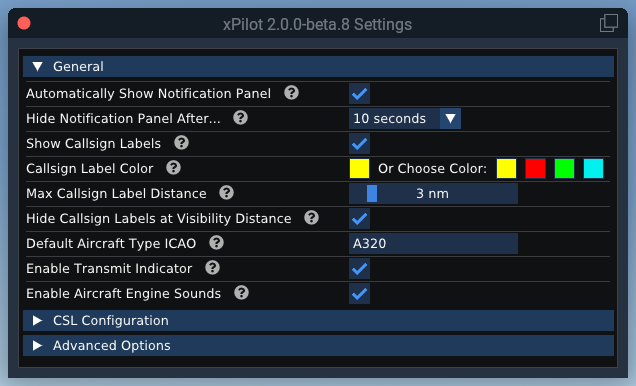 xPilot 2.0.0-beta.8 Settings
General
Automatically Show Notification Panel ?
Hide Notification Panel After... ? 10 seconds
Show Callsign Labels ?
Callsign Label Color ? Or Choose Color:
Max Callsign Label Distance ? 3 nm
Hide Callsign Labels at Visibility Distance ?
Default Aircraft Type ICAO ? A320
Enable Transmit Indicator ?
Enable Aircraft Engine Sounds ?
CSL Configuration
Advanced Options